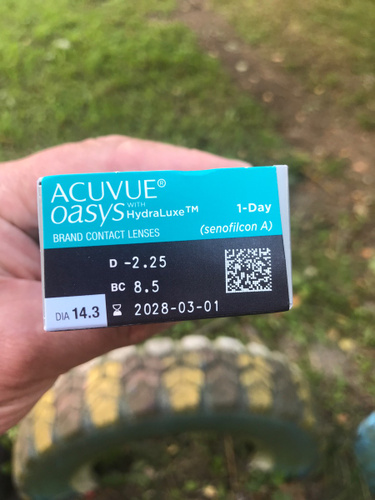 ACUVUE®
oasys WITH HydraLuxe™ 1-Day
BRAND CONTACT LENSES (senofilcon A)
D -2.25
BC 8.5
DIA 14.3 2028-03-01